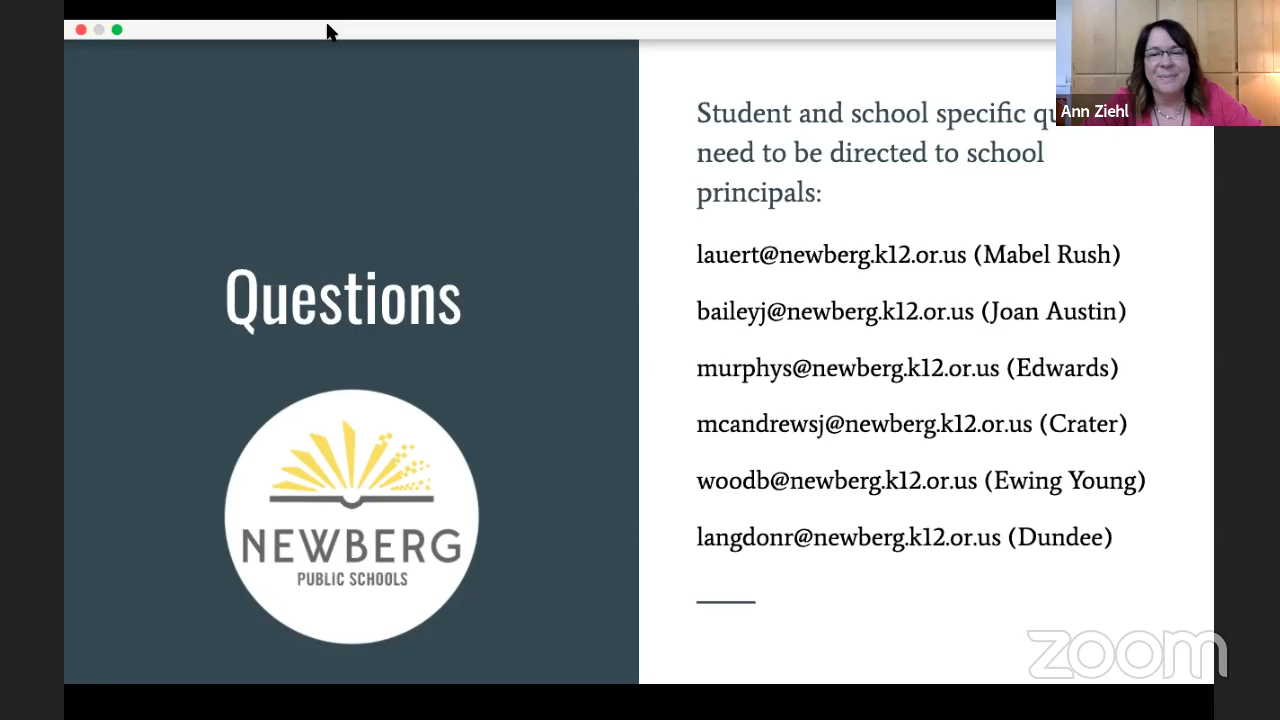 Ann Ziehl
Student and school specific
need to be directed to school
principals:
lauert@newberg.k12.or.us (Mabel Rush)
baileyj@newberg.k12.or.us (Joan Austin)
murphys@newberg.k12.or.us (Edwards)
mcandrewsj@newberg.k12.or.us (Crater)
woodb@newberg.k12.or.us (Ewing Young)
langdonr@newberg.k12.or.us (Dundee)
Questions
NEWBERG
PUBLIC SCHOOLS
zoom